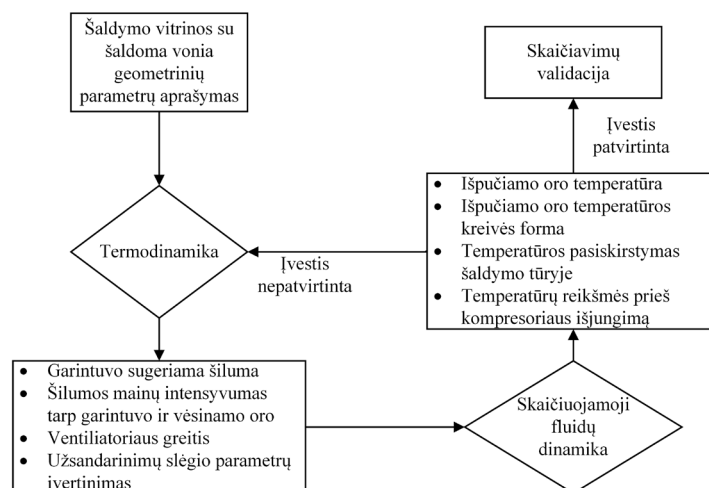 Šaldymo vitrinos su
šaldoma vonia
geometrinių
parametrų aprašymas
Skaičiavimų
validacija
Įvestis
patvirtinta
Termodinamika
Įvestis
nepatvirtinta
• Išpučiamo oro temperatūra
• Išpučiamo oro temperatūros
kreivės forma
• Temperatūros pasiskirstymas
šaldymo tūryje
• Temperatūrų reikšmės prieš
kompresoriaus išjungimą
• Garintuvo sugeriama šiluma
• Šilumos mainų intensyvumas
tarp garintuvo ir vėsinamo oro
• Ventiliatoriaus greitis
• Užsandarinimų slėgio parametrų
įvertinimas
Skaičiuojamoji
fluidų
dinamika